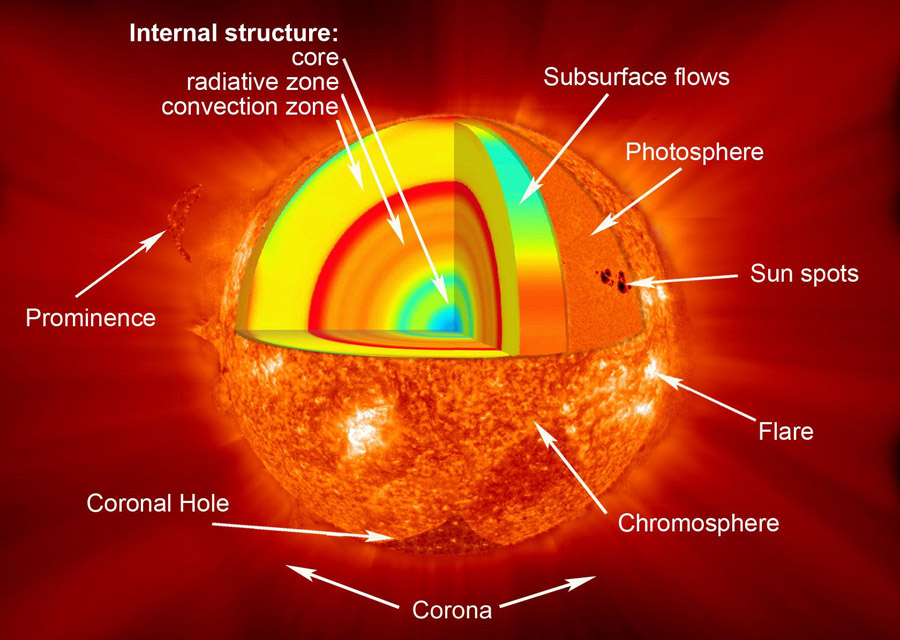 Internal structure:
core
radiative zone
convection zone
Subsurface flows
Photosphere
Sun spots
Prominence
Flare
Coronal Hole
Chromosphere
Corona